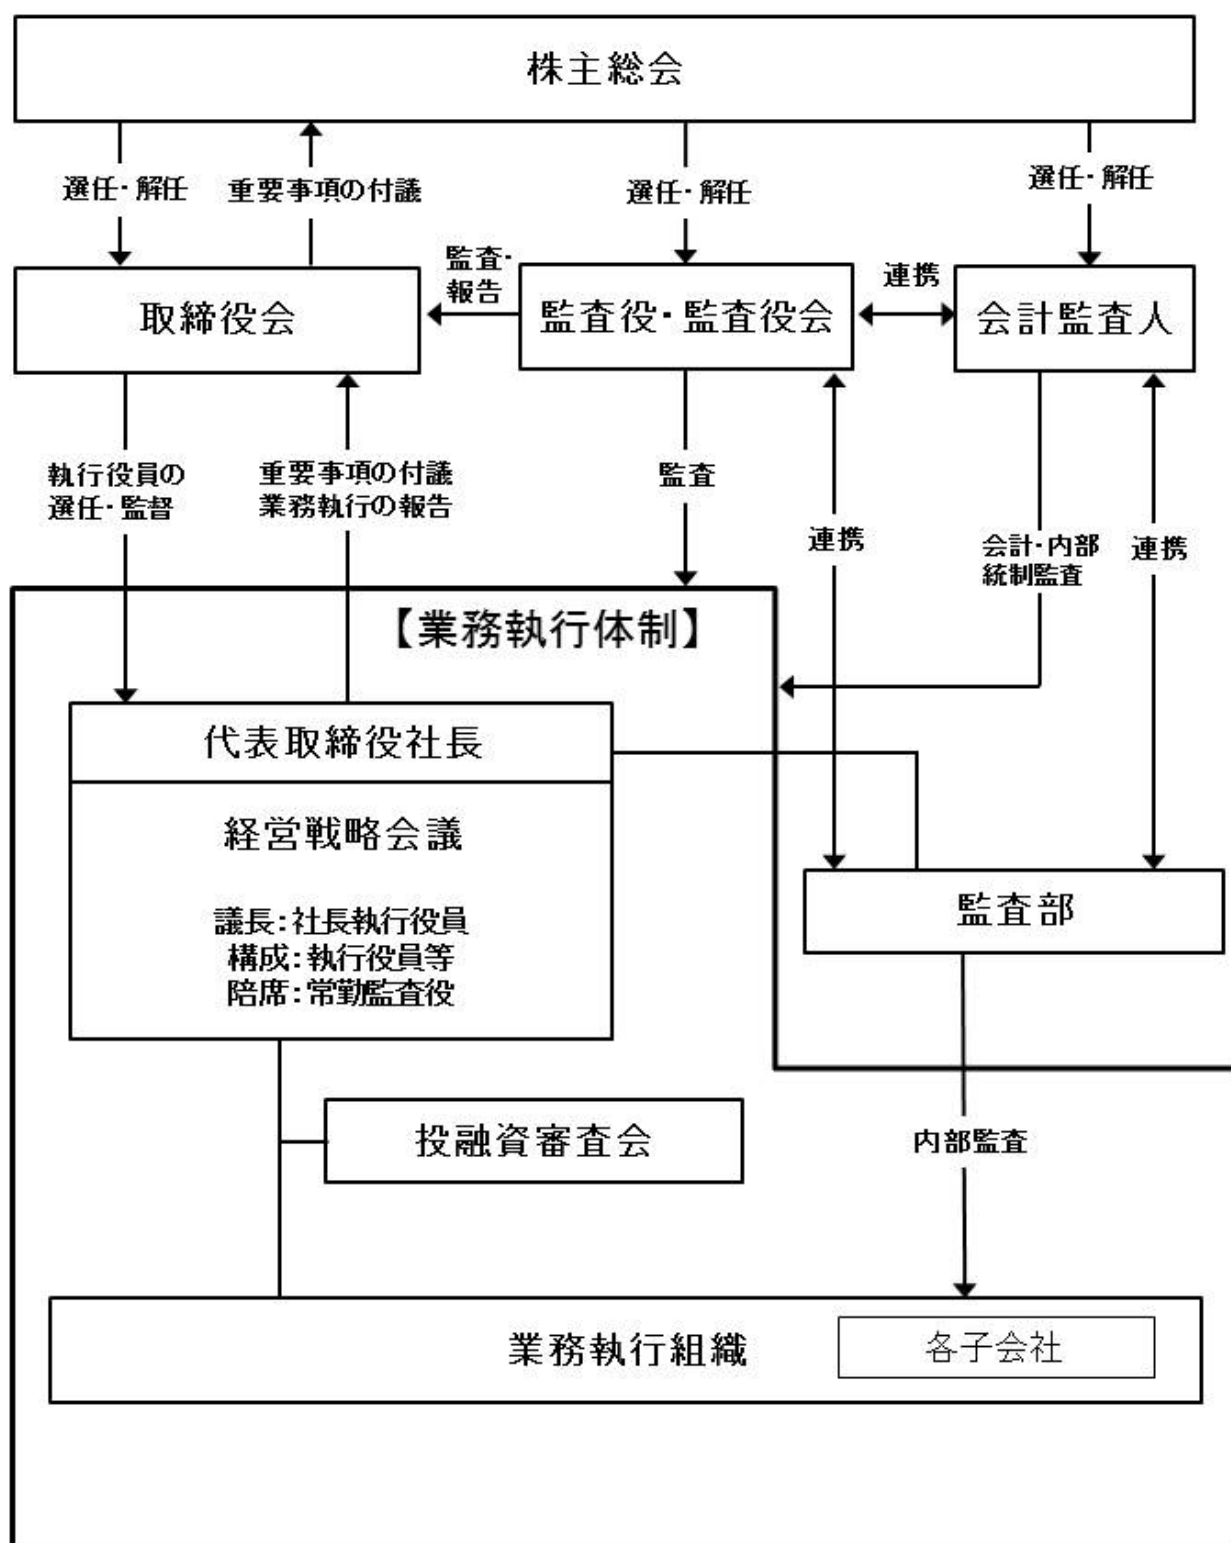 株主総会
選任・解任
重要事項の付議
選任・解任
選任・解任
取締役会
監査・
報告
監査役・監査役会
連携
会計監査人
執行役員の
選任・監督
重要事項の付議
業務執行の報告
監査
連携
会計・内部
統制監査
連携
【業務執行体制】
代表取締役社長
経営戦略会議
議長：社長執行役員
構成：執行役員等
陪席：常勤監査役
監査部
投融資審査会
内部監査
業務執行組織
各子会社